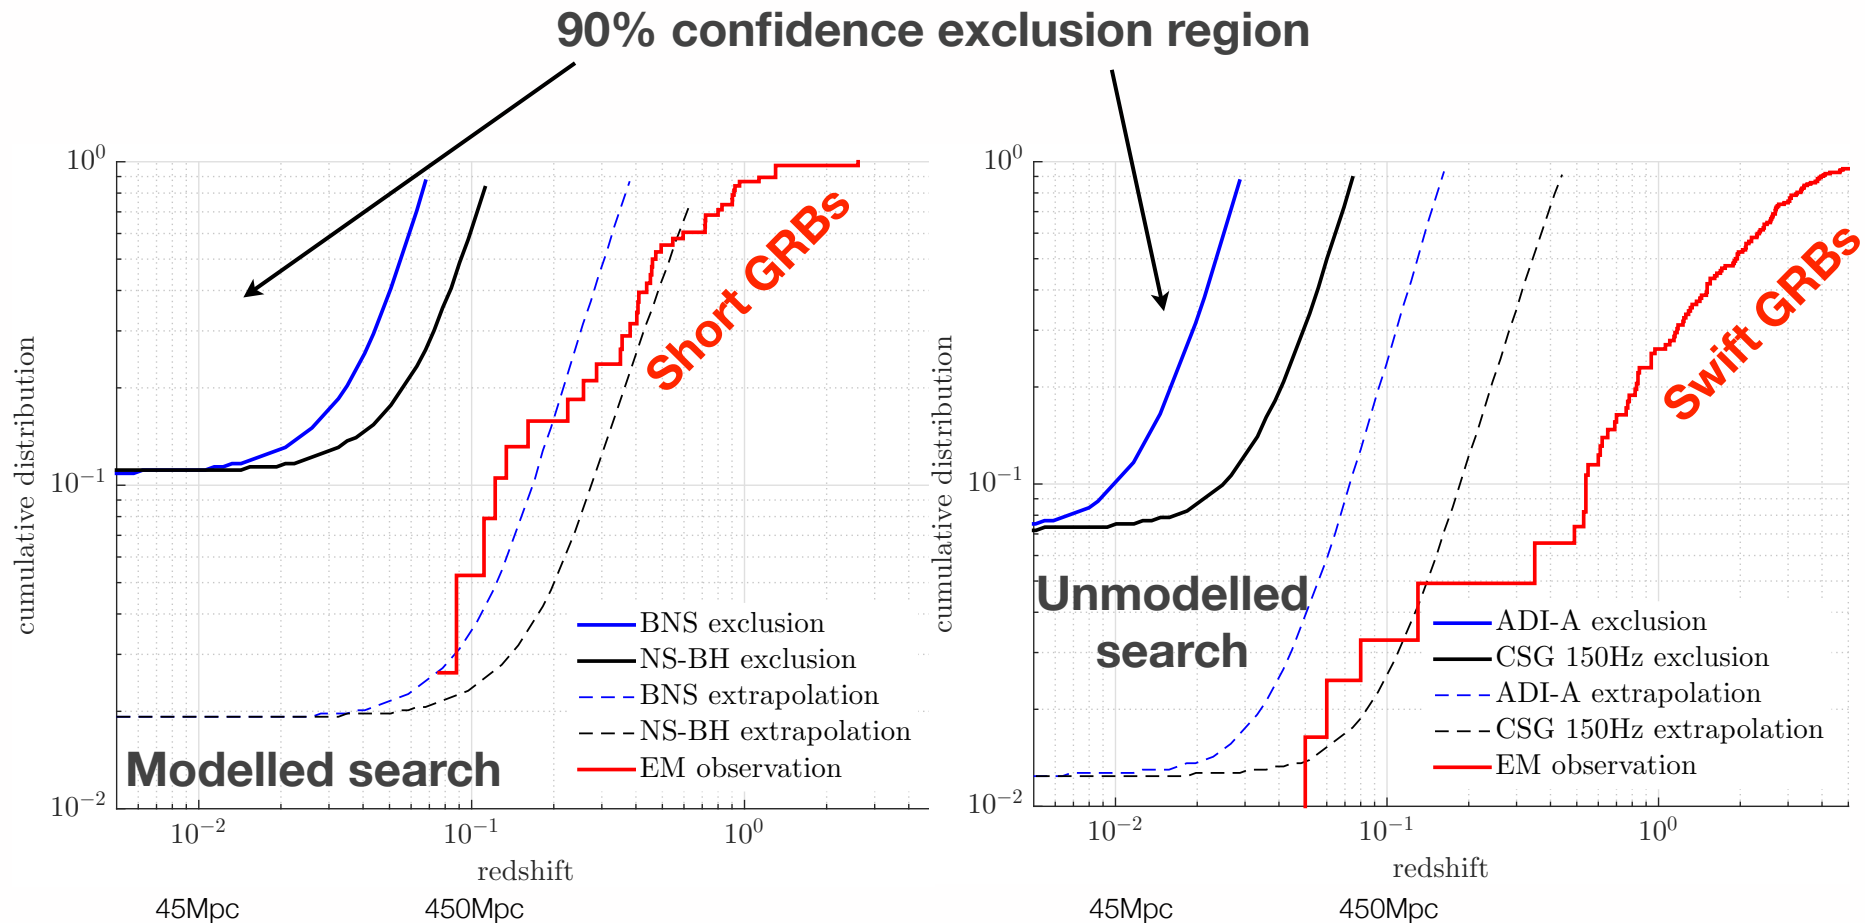 90% confidence exclusion region
10^0
10^-1
10^-2
cumulative distribution
Short GRBs
BNS exclusion
NS-BH exclusion
BNS extrapolation
NS-BH extrapolation
EM observation
Modelled search
10^-2
10^-1
10^0
redshift
45Mpc
450Mpc
10^0
10^-1
10^-2
cumulative distribution
Swift GRBs
Unmodelled
search
ADI-A exclusion
CSG 150Hz exclusion
ADI-A extrapolation
CSG 150Hz extrapolation
EM observation
10^-2
10^-1
10^0
redshift
45Mpc
450Mpc